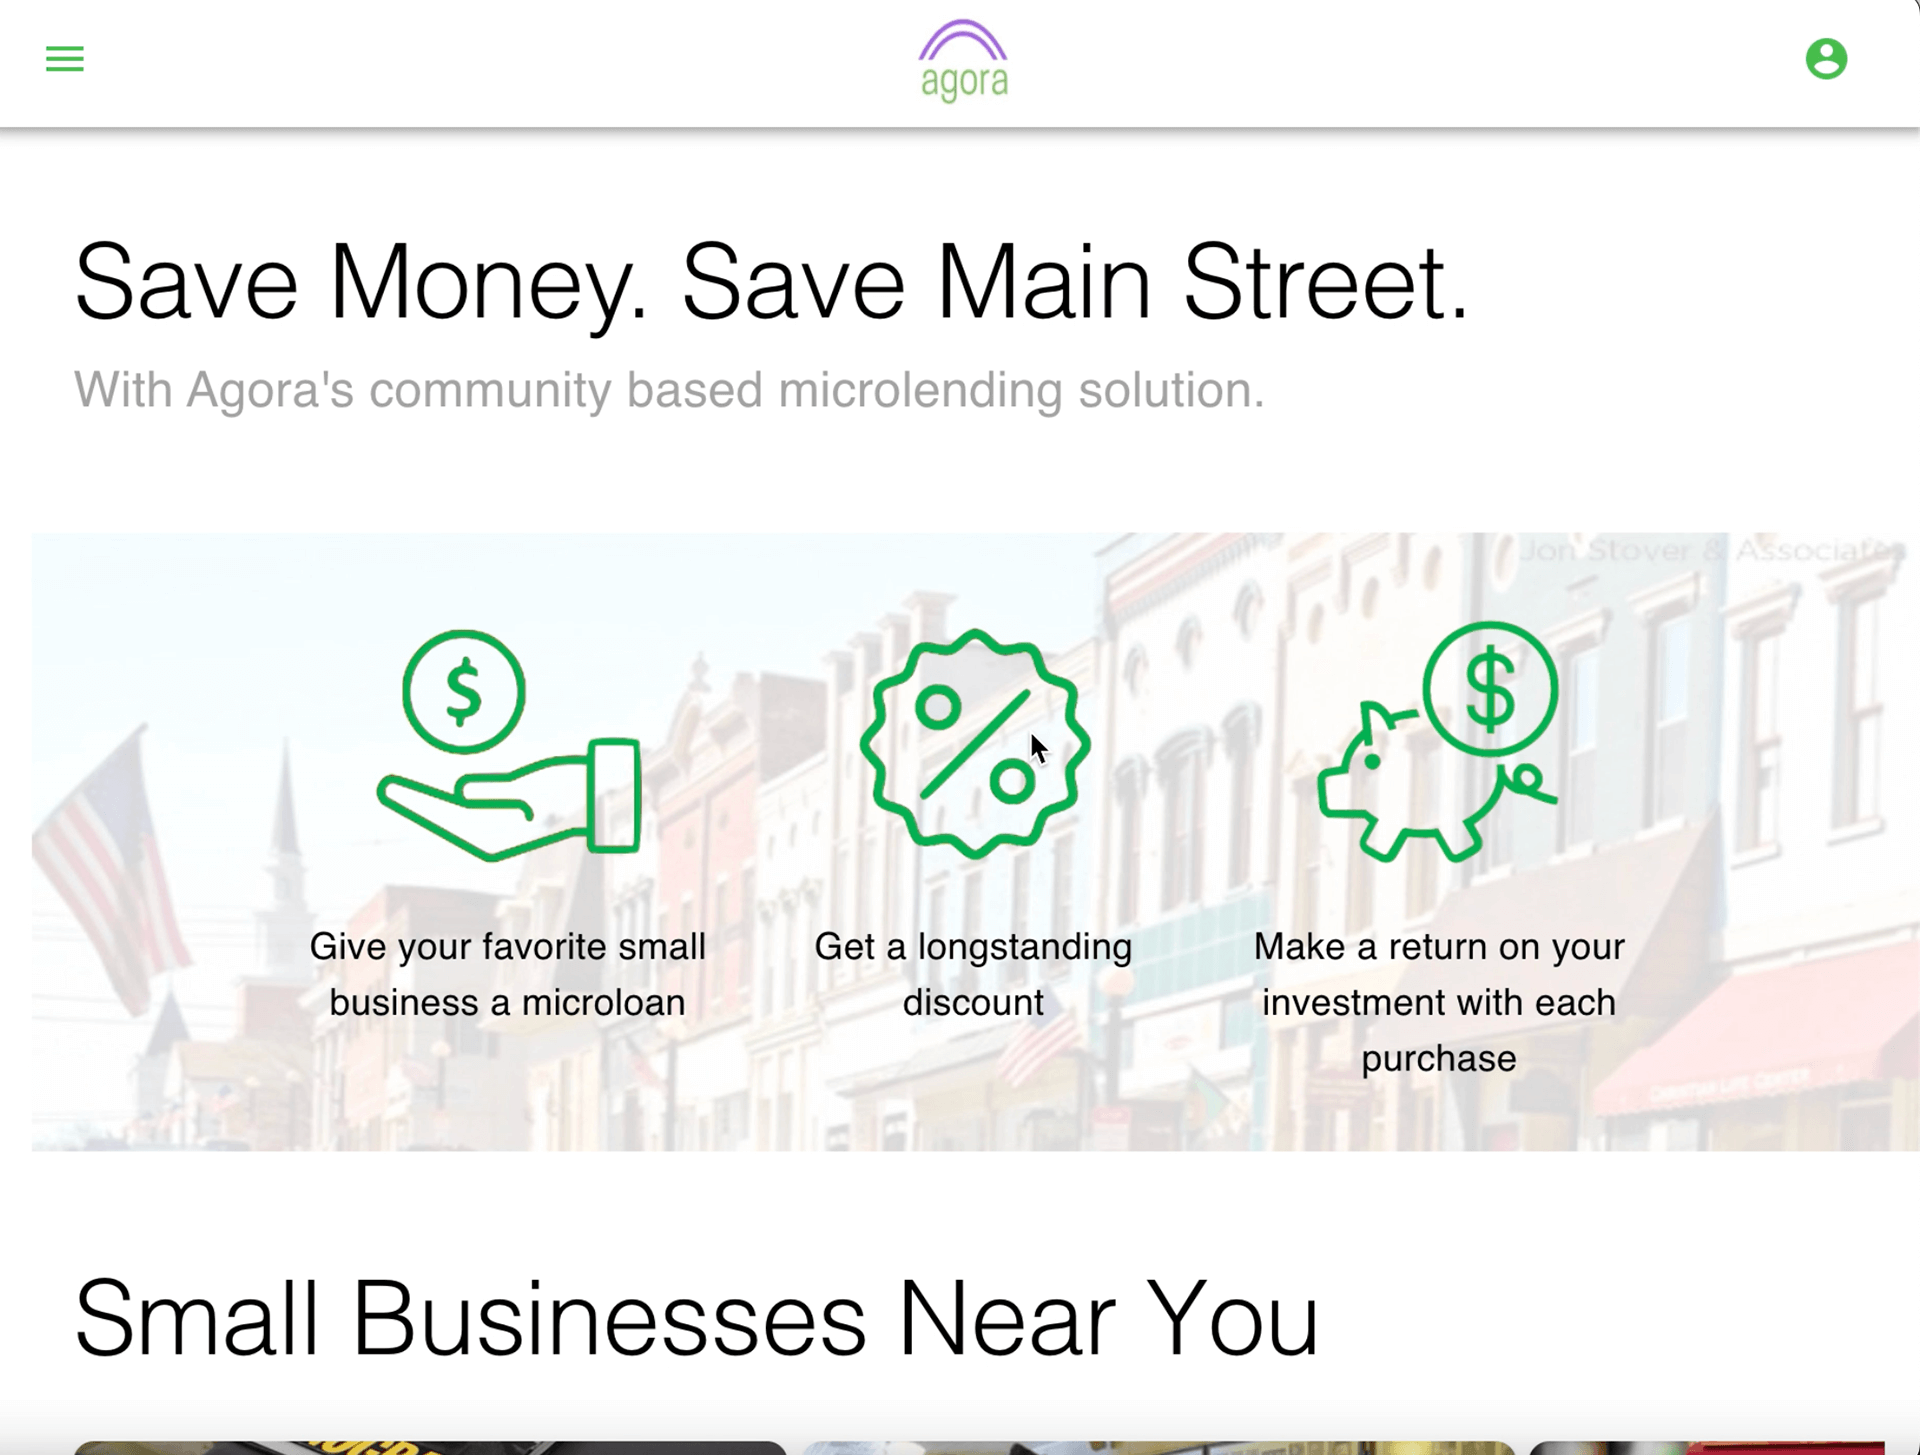 agora
Save Money. Save Main Street.
With Agora's community based microlending solution.
Jon Stover & Associates
$
$
%
Give your favorite small
business a microloan
Get a longstanding
discount
Make a return on your
investment with each
purchase
Small Businesses Near You